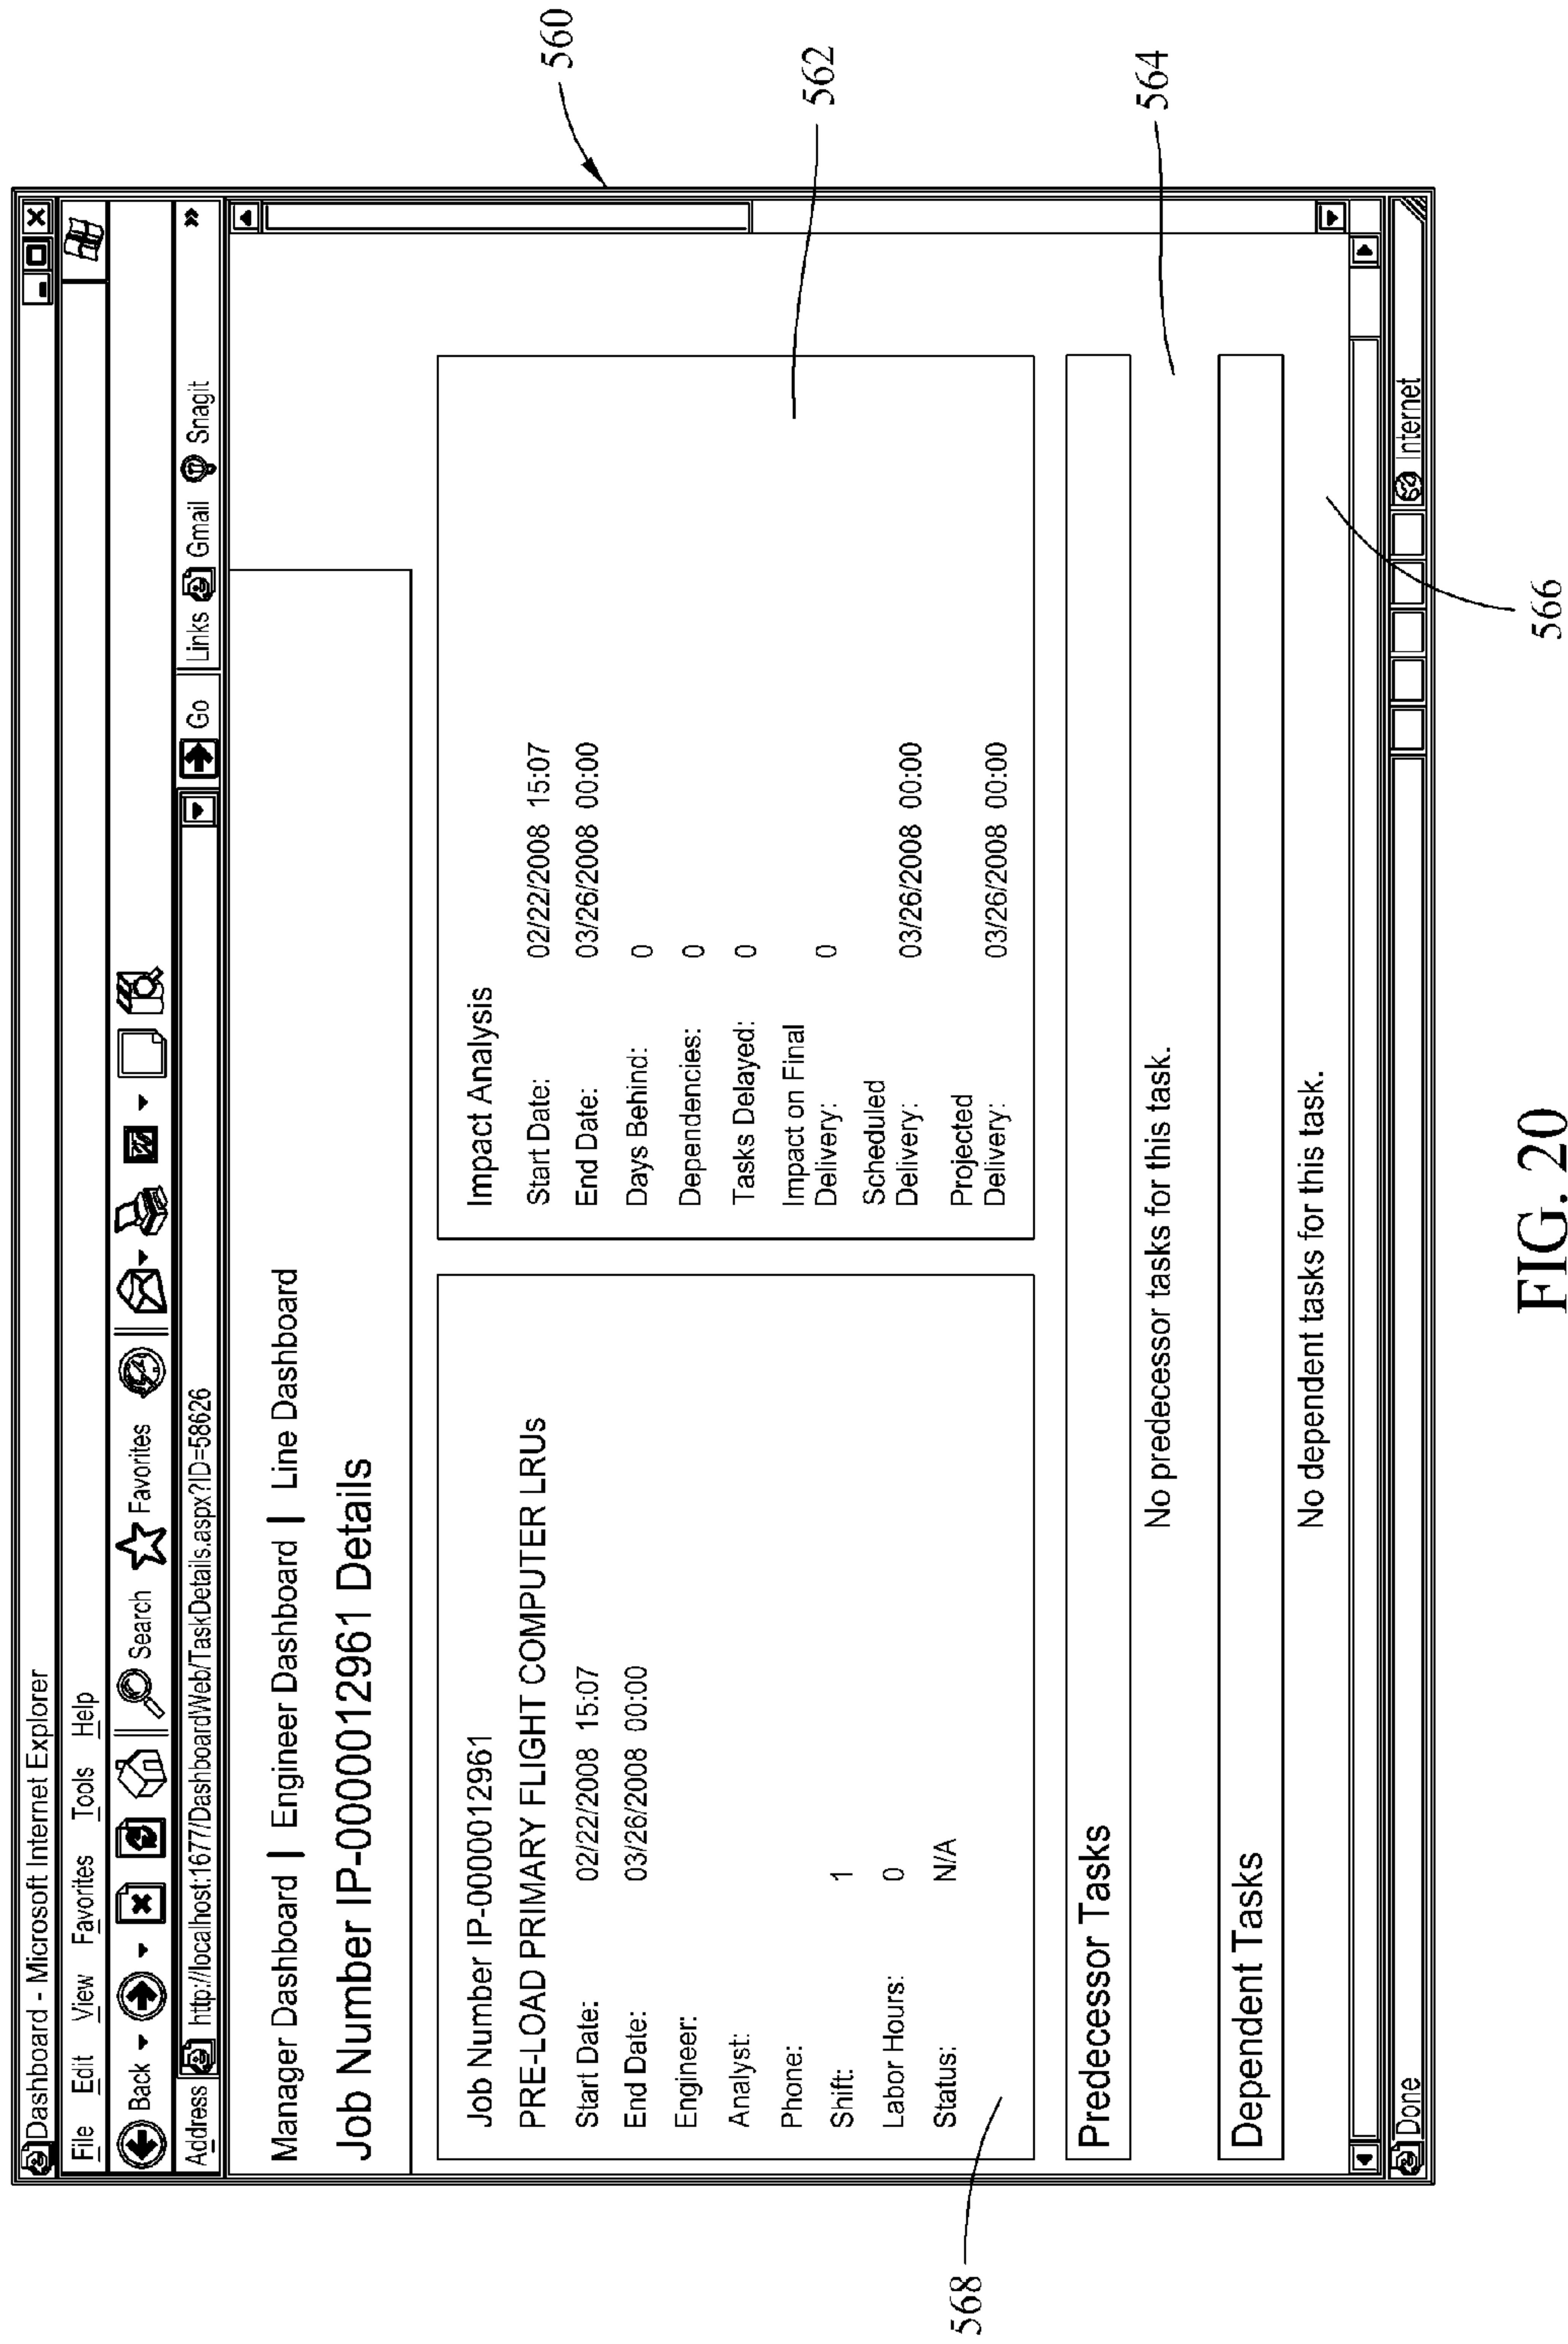 Dashboard - Microsoft Internet Explorer
File Edit View Favorites Tools Help
Back Search Favorites
Address http://localhost:1677/DashboardWeb/TaskDetails.aspx?ID=58626 Go Links Gmail Snagit »
Manager Dashboard | Engineer Dashboard | Line Dashboard
Job Number IP-0000012961 Details
Job Number IP-0000012961
PRE-LOAD PRIMARY FLIGHT COMPUTER LRUs
Start Date: 02/22/2008 15:07
End Date: 03/26/2008 00:00
Engineer:
Analyst:
Phone:
Shift: 1
Labor Hours: 0
Status: N/A
Impact Analysis
Start Date: 02/22/2008 15:07
End Date: 03/26/2008 00:00
Days Behind: 0
Dependencies: 0
Tasks Delayed: 0
Impact on Final
Delivery: 0
Scheduled
Delivery: 03/26/2008 00:00
Projected
Delivery: 03/26/2008 00:00
Predecessor Tasks
No predecessor tasks for this task.
Dependent Tasks
No dependent tasks for this task.
Done Internet
560
562
564
566
568
FIG. 20